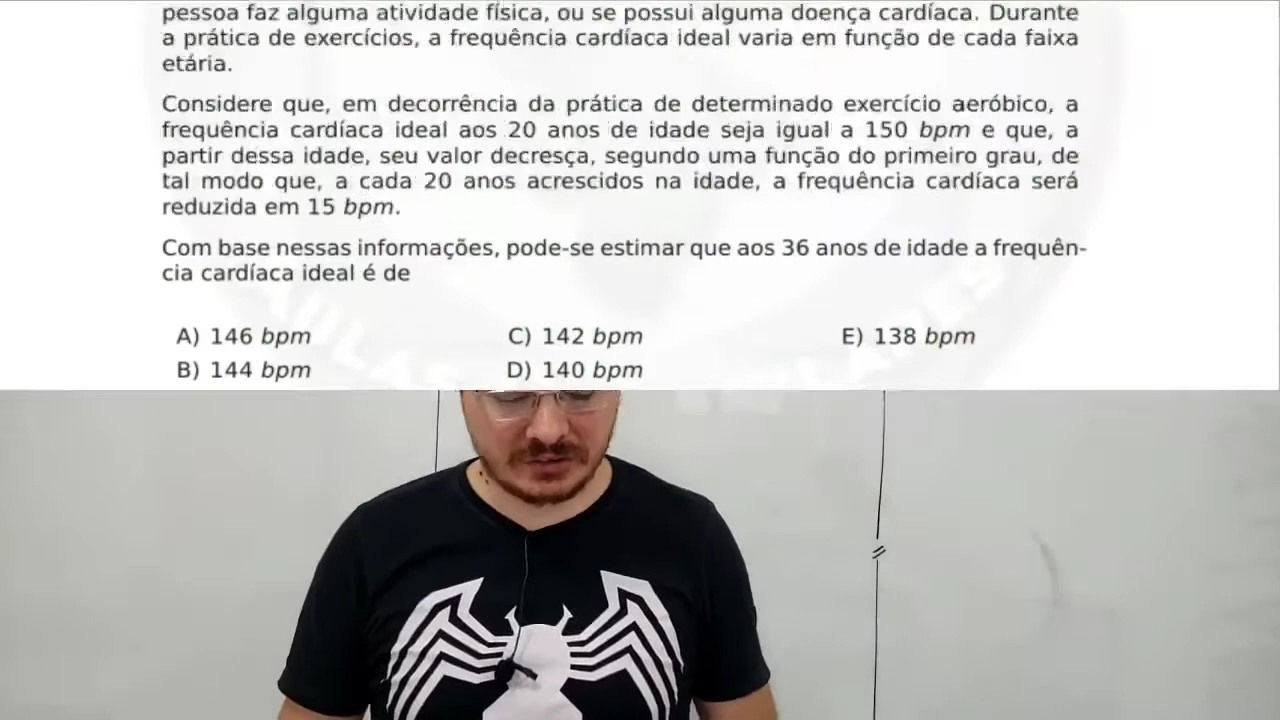 pessoa faz alguma atividade física, ou se possui alguma doença cardíaca. Durante
a prática de exercícios, a frequência cardíaca ideal varia em função de cada faixa
etária.
Considere que, em decorrência da prática de determinado exercício aeróbico, a
frequência cardíaca ideal aos 20 anos de idade seja igual a 150 bpm e que, a
partir dessa idade, seu valor decresça, segundo uma função do primeiro grau, de
tal modo que, a cada 20 anos acrescidos na idade, a frequência cardíaca será
reduzida em 15 bpm.
Com base nessas informações, pode-se estimar que aos 36 anos de idade a frequên-
cia cardíaca ideal é de
A) 146 bpm C) 142 bpm E) 138 bpm
B) 144 bpm D) 140 bpm